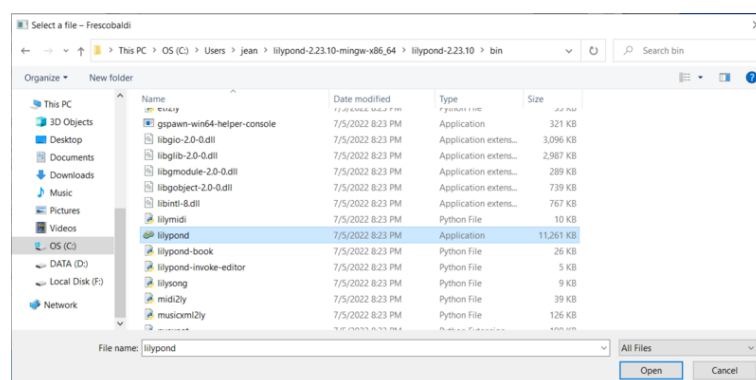 Select a file – Frescobaldi
This PC > OS (C:) > Users > jean > lilypond-2.23.10-mingw-x86_64 > lilypond-2.23.10 > bin
Search bin
Organize
New folder
Name Date modified Type Size
This PC
3D Objects
Desktop
Documents
Downloads
Music
Pictures
Videos
OS (C:)
DATA (D:)
Local Disk (F:)
Network
etf2ly 7/5/2022 8:23 PM Python File 35 KB
gspawn-win64-helper-console 7/5/2022 8:23 PM Application 321 KB
libgio-2.0-0.dll 7/5/2022 8:23 PM Application extens... 3,096 KB
libglib-2.0-0.dll 7/5/2022 8:23 PM Application extens... 2,987 KB
libgmodule-2.0-0.dll 7/5/2022 8:23 PM Application extens... 289 KB
libgobject-2.0-0.dll 7/5/2022 8:23 PM Application extens... 739 KB
libintl-8.dll 7/5/2022 8:23 PM Application extens... 767 KB
lilymidi 7/5/2022 8:23 PM Python File 10 KB
lilypond 7/5/2022 8:23 PM Application 11,261 KB
lilypond-book 7/5/2022 8:23 PM Python File 26 KB
lilypond-invoke-editor 7/5/2022 8:23 PM Python File 5 KB
lilysong 7/5/2022 8:23 PM Python File 9 KB
midi2ly 7/5/2022 8:23 PM Python File 39 KB
musicxml2ly 7/5/2022 8:23 PM Python File 126 KB
File name: lilypond
All Files
Open
Cancel